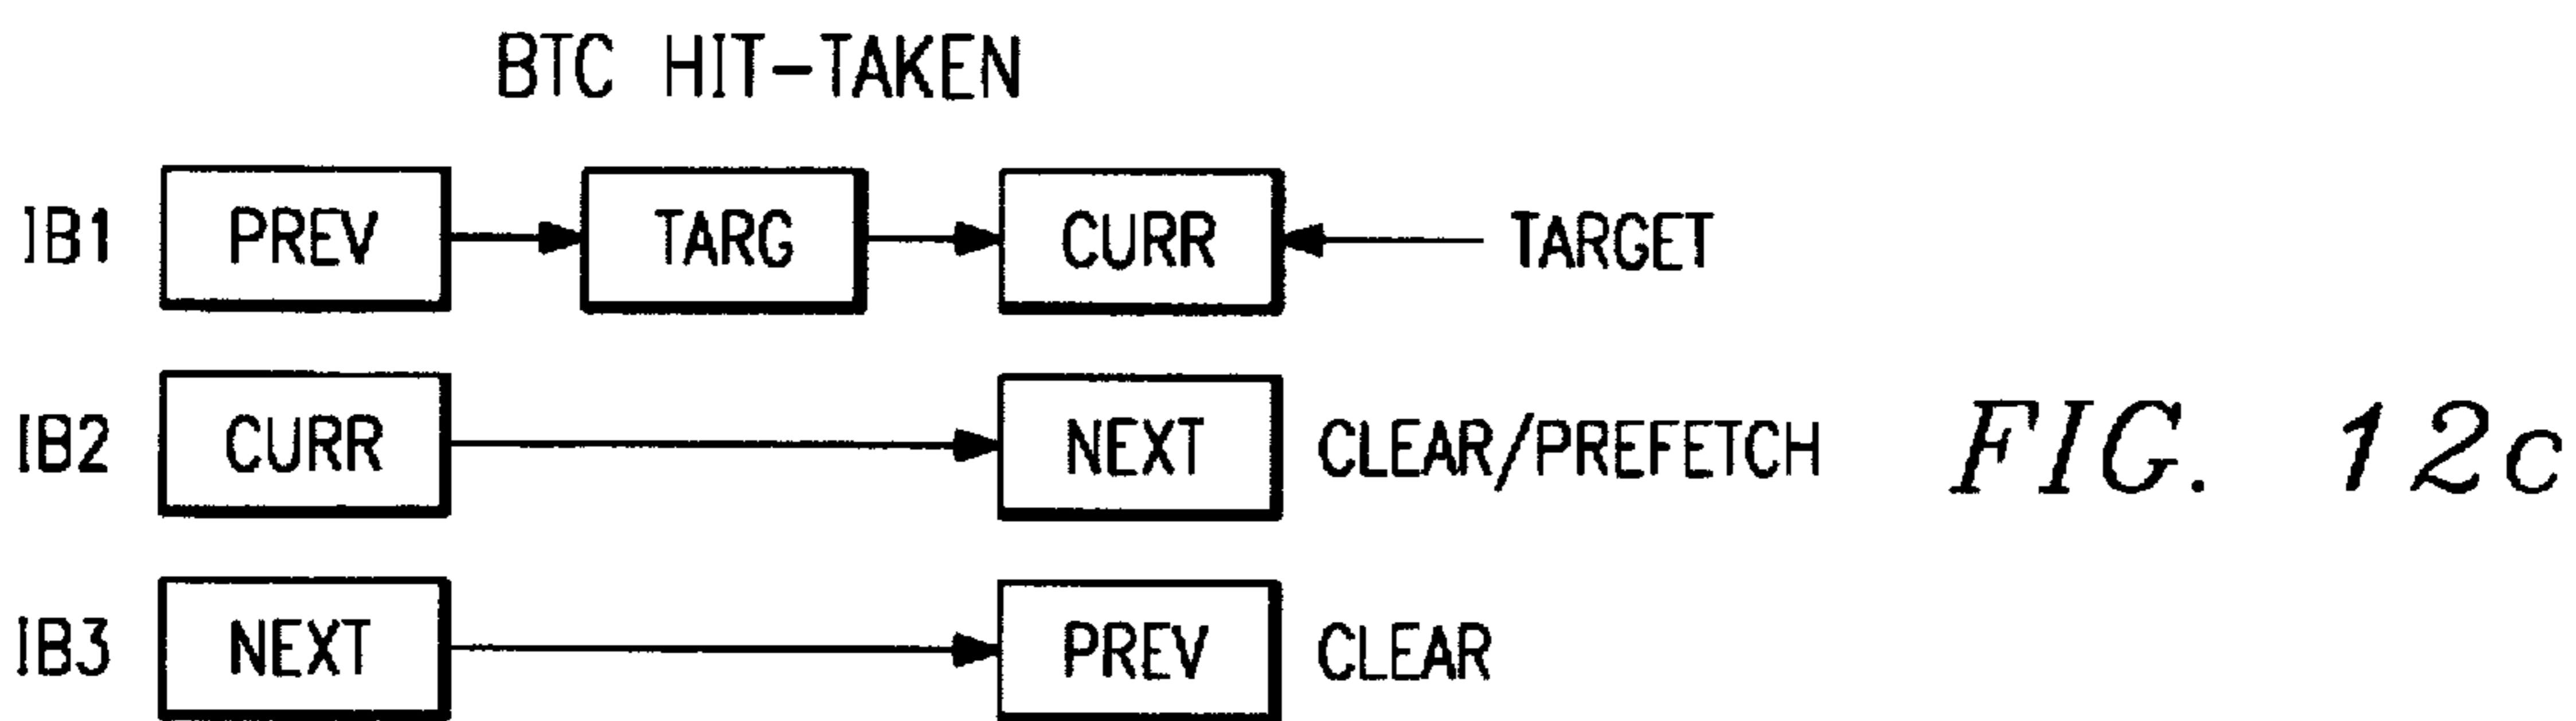 BTC HIT-TAKEN
IB1 PREV TARG CURR TARGET
IB2 CURR NEXT CLEAR/PREFETCH FIG. 12c
IB3 NEXT PREV CLEAR